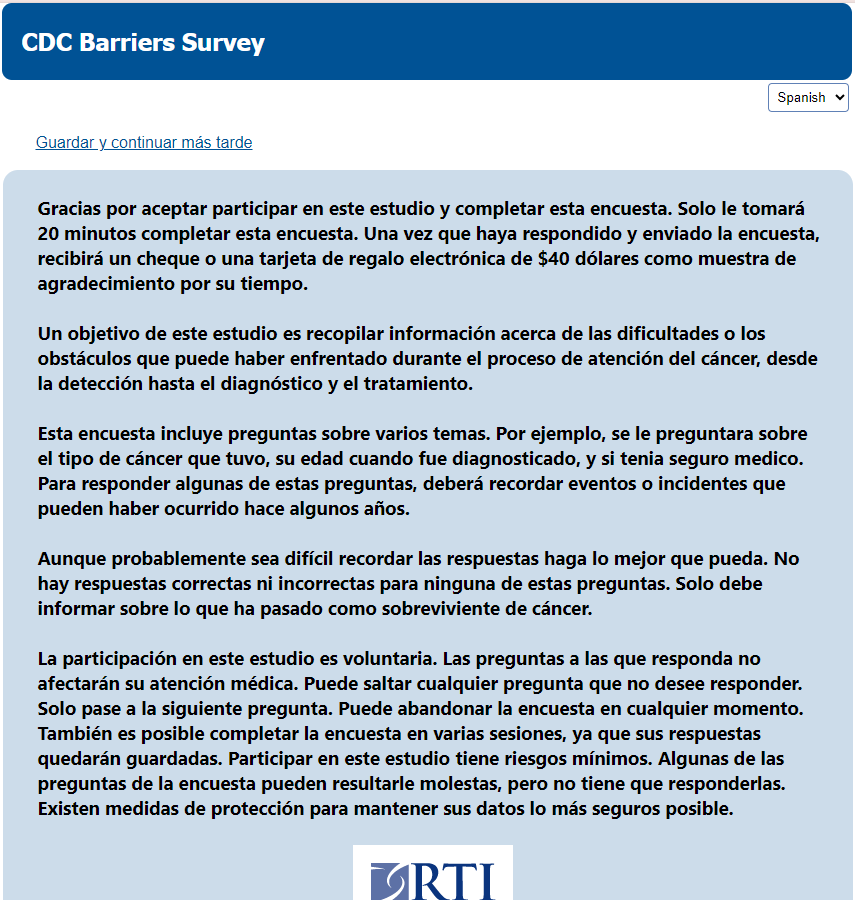 CDC Barriers Survey
Spanish
Guardar y continuar más tarde
Gracias por aceptar participar en este estudio y completar esta encuesta. Solo le tomará
20 minutos completar esta encuesta. Una vez que haya respondido y enviado la encuesta,
recibirá un cheque o una tarjeta de regalo electrónica de $40 dólares como muestra de
agradecimiento por su tiempo.
Un objetivo de este estudio es recopilar información acerca de las dificultades o los
obstáculos que puede haber enfrentado durante el proceso de atención del cáncer, desde
la detección hasta el diagnóstico y el tratamiento.
Esta encuesta incluye preguntas sobre varios temas. Por ejemplo, se le preguntara sobre
el tipo de cáncer que tuvo, su edad cuando fue diagnosticado, y si tenia seguro medico.
Para responder algunas de estas preguntas, deberá recordar eventos o incidentes que
pueden haber ocurrido hace algunos años.
Aunque probablemente sea difícil recordar las respuestas haga lo mejor que pueda. No
hay respuestas correctas ni incorrectas para ninguna de estas preguntas. Solo debe
informar sobre lo que ha pasado como sobreviviente de cáncer.
La participación en este estudio es voluntaria. Las preguntas a las que responda no
afectarán su atención médica. Puede saltar cualquier pregunta que no desee responder.
Solo pase a la siguiente pregunta. Puede abandonar la encuesta en cualquier momento.
También es posible completar la encuesta en varias sesiones, ya que sus respuestas
quedarán guardadas. Participar en este estudio tiene riesgos mínimos. Algunas de las
preguntas de la encuesta pueden resultarle molestas, pero no tiene que responderlas.
Existen medidas de protección para mantener sus datos lo más seguros posible.
RTI